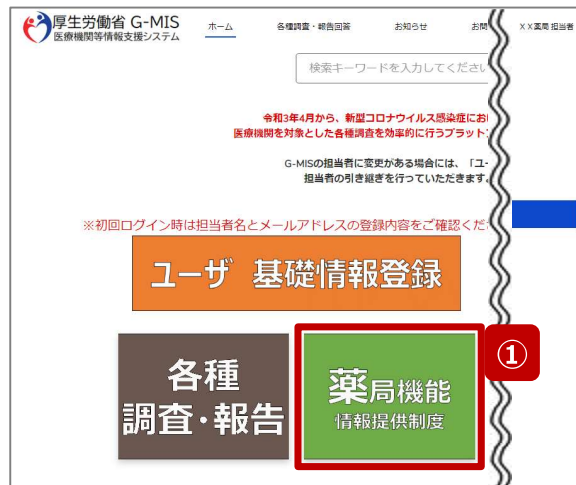 厚生労働省 G-MIS
医療機関等情報支援システム
ホーム 各種調査・報告回答 お知らせ お問 ××薬局 担当者
検索キーワードを入力してください
令和3年4月から、新型コロナウイルス感染症にお
医療機関を対象とした各種調査を効率的に行うプラット
G-MISの担当者に変更がある場合には、「ユー
担当者の引き継ぎを行っていただきます。
※初回ログイン時は担当者名とメールアドレスの登録内容をご確認くだ
ユーザ 基礎情報登録
各種
調査・報告
薬局機能
情報提供制度
①